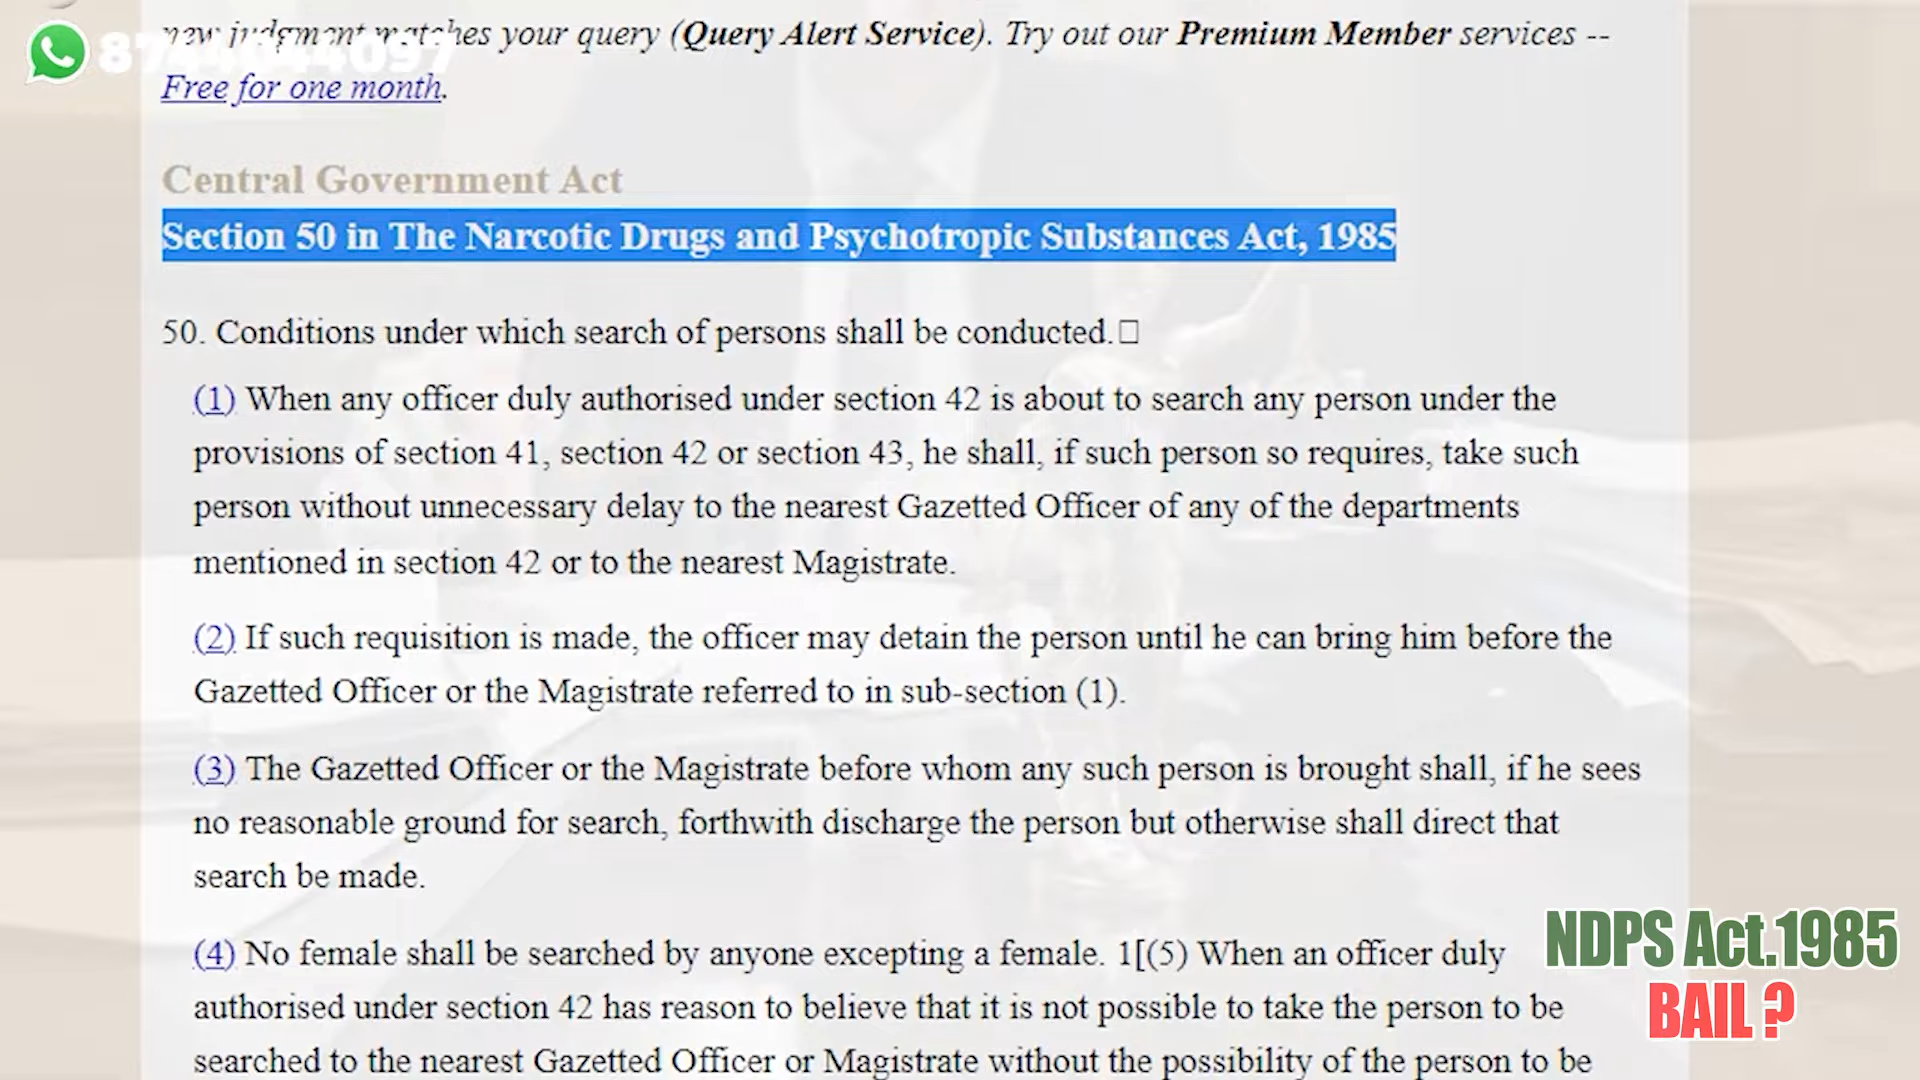 new judgment matches your query (Query Alert Service). Try out our Premium Member services --
8744044097
Free for one month.
Central Government Act
Section 50 in The Narcotic Drugs and Psychotropic Substances Act, 1985
50. Conditions under which search of persons shall be conducted.□
(1) When any officer duly authorised under section 42 is about to search any person under the
provisions of section 41, section 42 or section 43, he shall, if such person so requires, take such
person without unnecessary delay to the nearest Gazetted Officer of any of the departments
mentioned in section 42 or to the nearest Magistrate.
(2) If such requisition is made, the officer may detain the person until he can bring him before the
Gazetted Officer or the Magistrate referred to in sub-section (1).
(3) The Gazetted Officer or the Magistrate before whom any such person is brought shall, if he sees
no reasonable ground for search, forthwith discharge the person but otherwise shall direct that
search be made.
(4) No female shall be searched by anyone excepting a female. 1[(5) When an officer duly
authorised under section 42 has reason to believe that it is not possible to take the person to be
searched to the nearest Gazetted Officer or Magistrate without the possibility of the person to be
NDPS Act.1985
BAIL ?